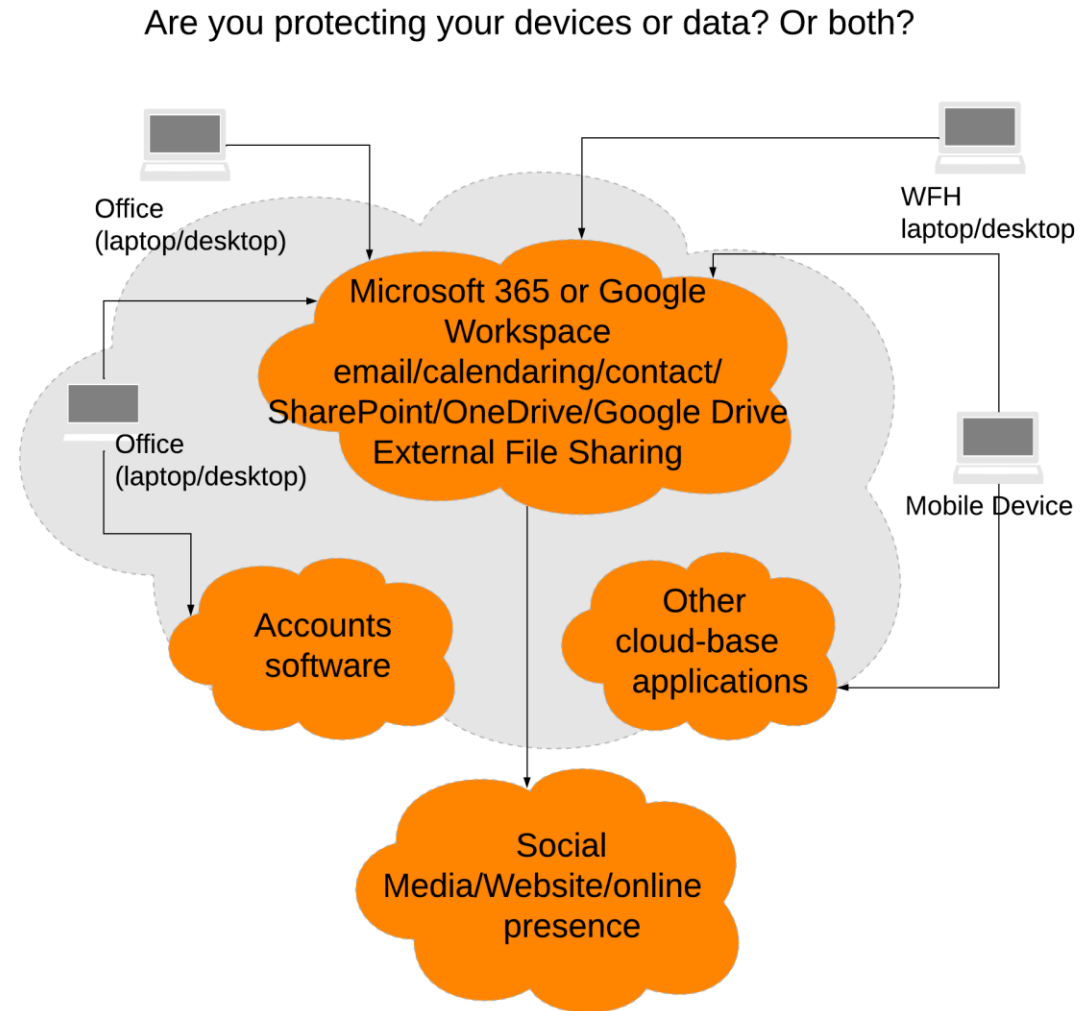 Are you protecting your devices or data? Or both?
Office
(laptop/desktop)
WFH
laptop/desktop
Microsoft 365 or Google
Workspace
email/calendaring/contact/
SharePoint/OneDrive/Google Drive
External File Sharing
Office
(laptop/desktop)
Mobile Device
Accounts
software
Other
cloud-base
applications
Social
Media/Website/online
presence